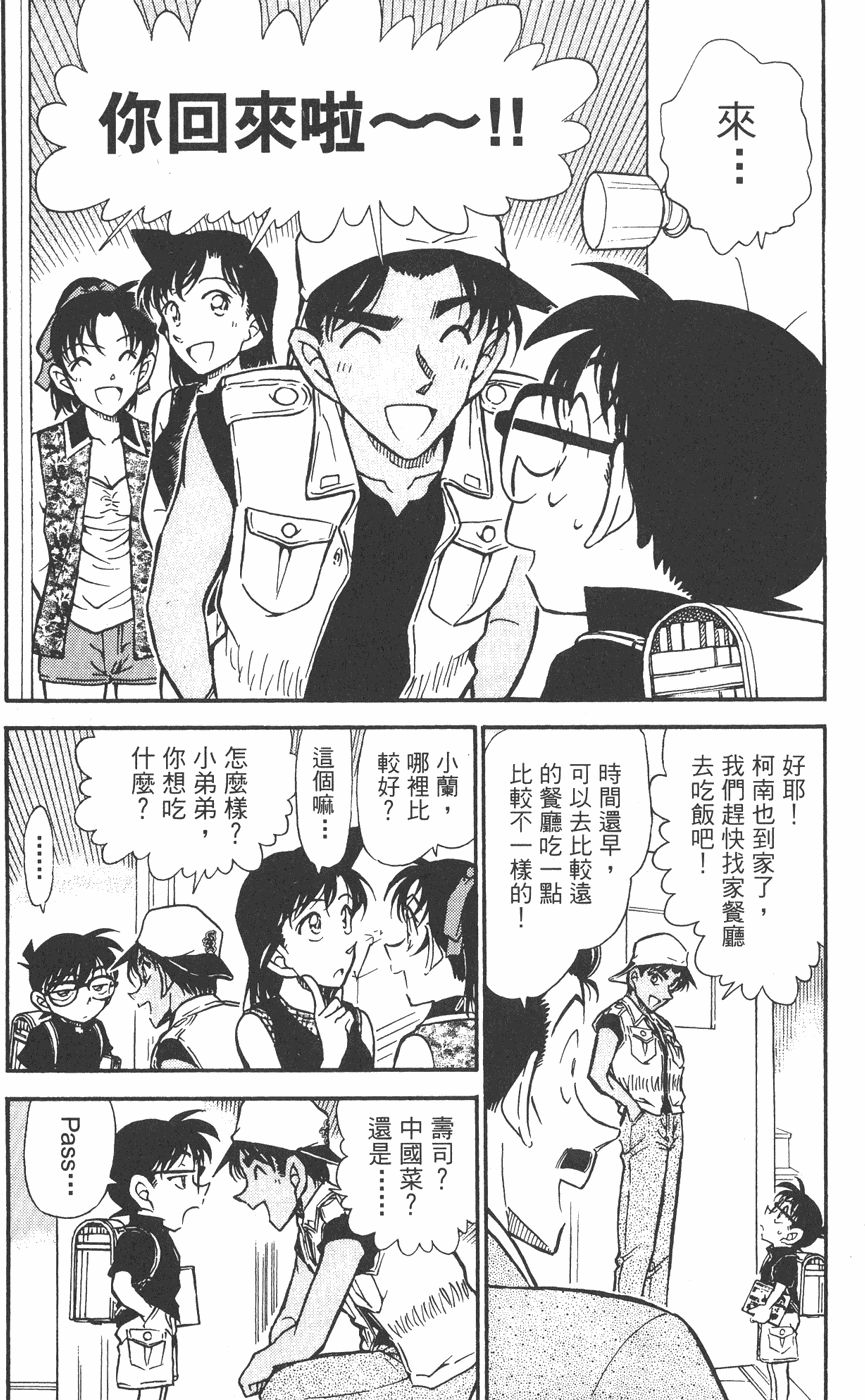 來…
你回來啦～～!!
好耶！
柯南也到家了，
我們趕快找家餐廳
去吃飯吧！
時間還早，
可以去比較遠
的餐廳吃一點
比較不一樣的！
小蘭，
哪裡比
較好？
這個嘛…
怎麼樣？
小弟弟，
你想吃
什麼？
……
壽司？
中國菜？
還是……
Pass…